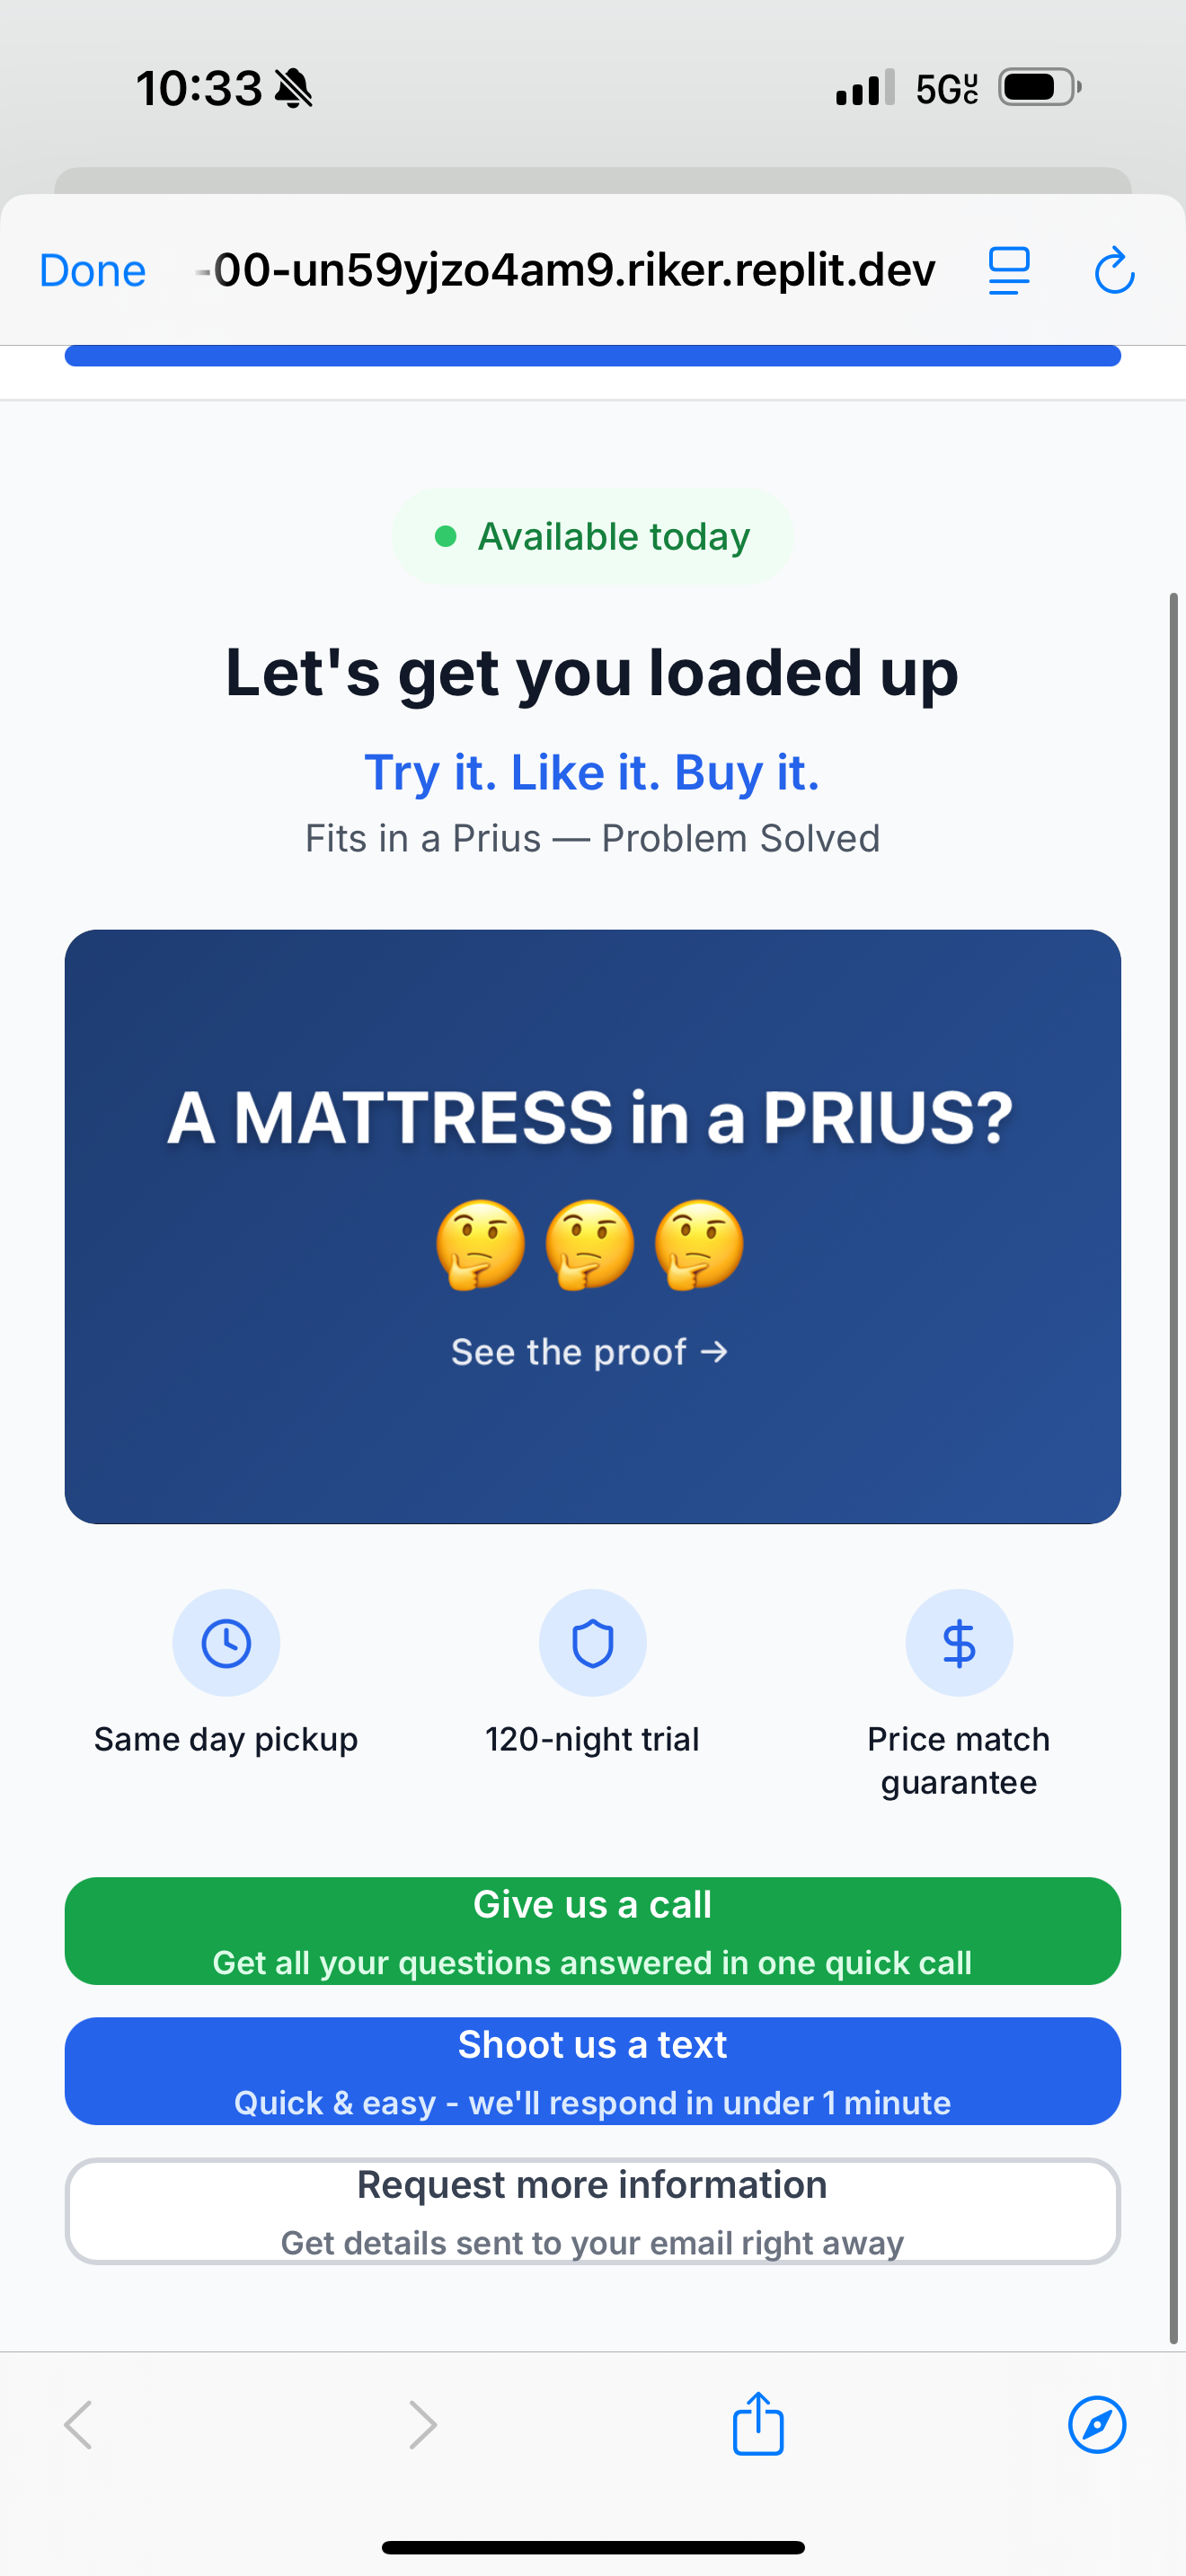 10:33
5G UC
Done
-00-un59yjzo4am9.riker.replit.dev
Available today
Let's get you loaded up
Try it. Like it. Buy it.
Fits in a Prius — Problem Solved
A MATTRESS in a PRIUS?
See the proof →
Same day pickup
120-night trial
Price match
guarantee
Give us a call
Get all your questions answered in one quick call
Shoot us a text
Quick & easy - we'll respond in under 1 minute
Request more information
Get details sent to your email right away